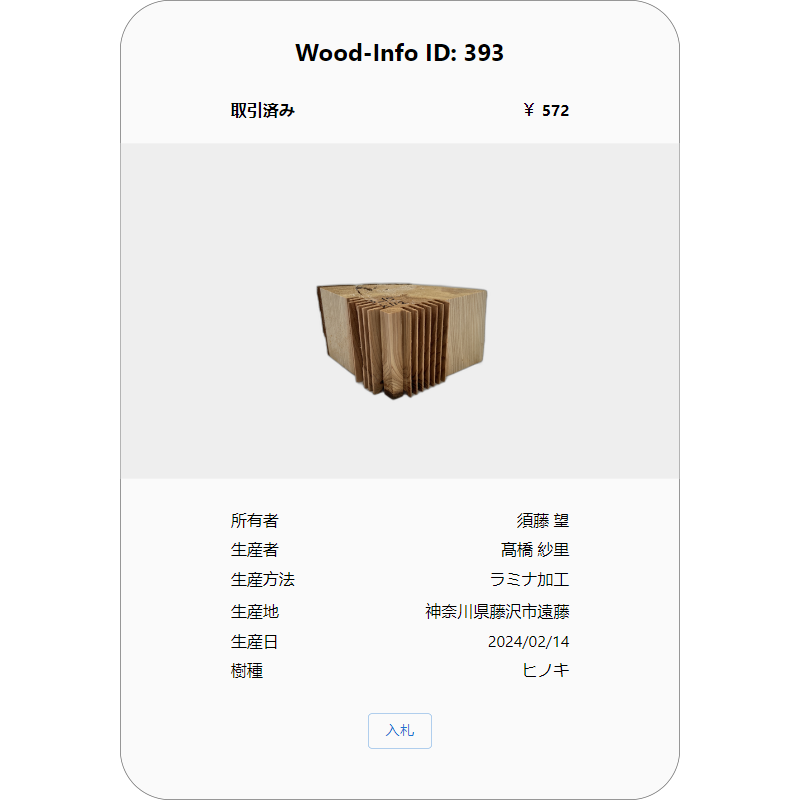 Wood-Info ID: 393
取引済み ￥ 572
所有者 須藤 望
生産者 髙橋 紗里
生産方法 ラミナ加工
生産地 神奈川県藤沢市遠藤
生産日 2024/02/14
樹種 ヒノキ
入札